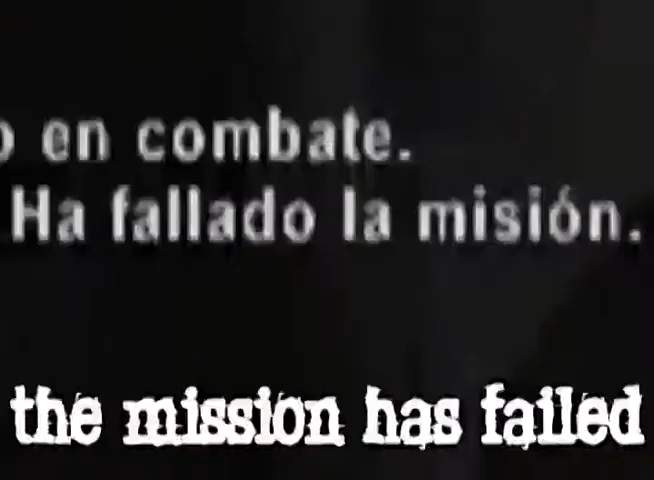 en combate.
Ha fallado la misión.
the mission has failed